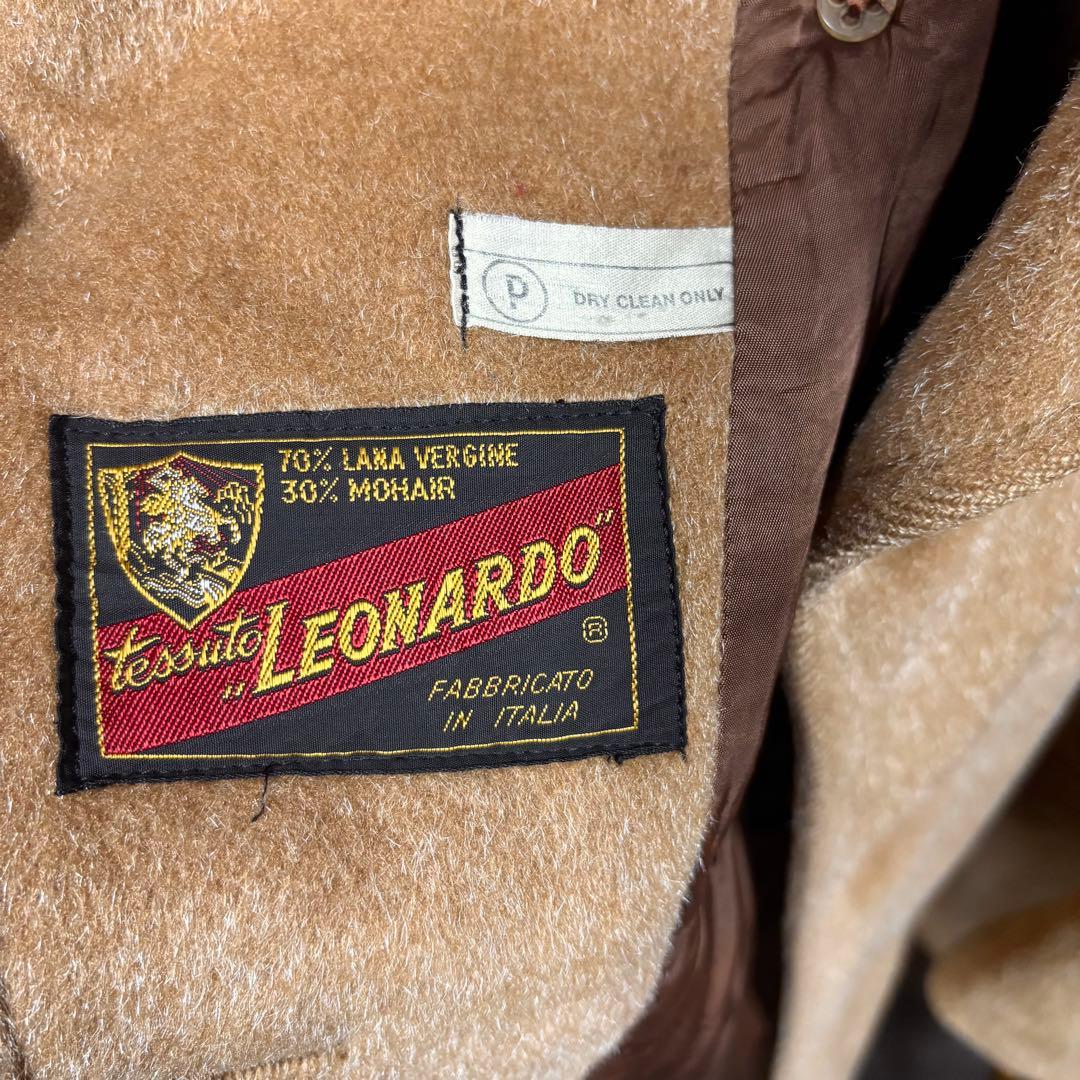 P DRY CLEAN ONLY
70% LANA VERGINE
30% MOHAIR
tessuto „LEONARDO"
®
FABBRICATO
IN ITALIA